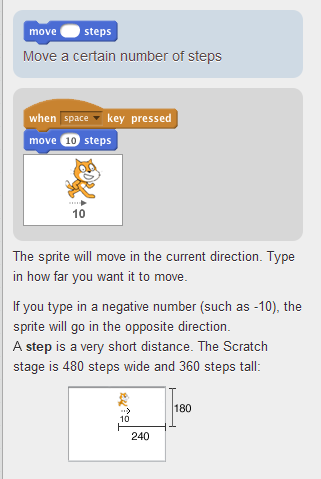 move steps
Move a certain number of steps
when space key pressed
move 10 steps
10
The sprite will move in the current direction. Type
in how far you want it to move.
If you type in a negative number (such as -10), the
sprite will go in the opposite direction.
A step is a very short distance. The Scratch
stage is 480 steps wide and 360 steps tall:
10
180
240